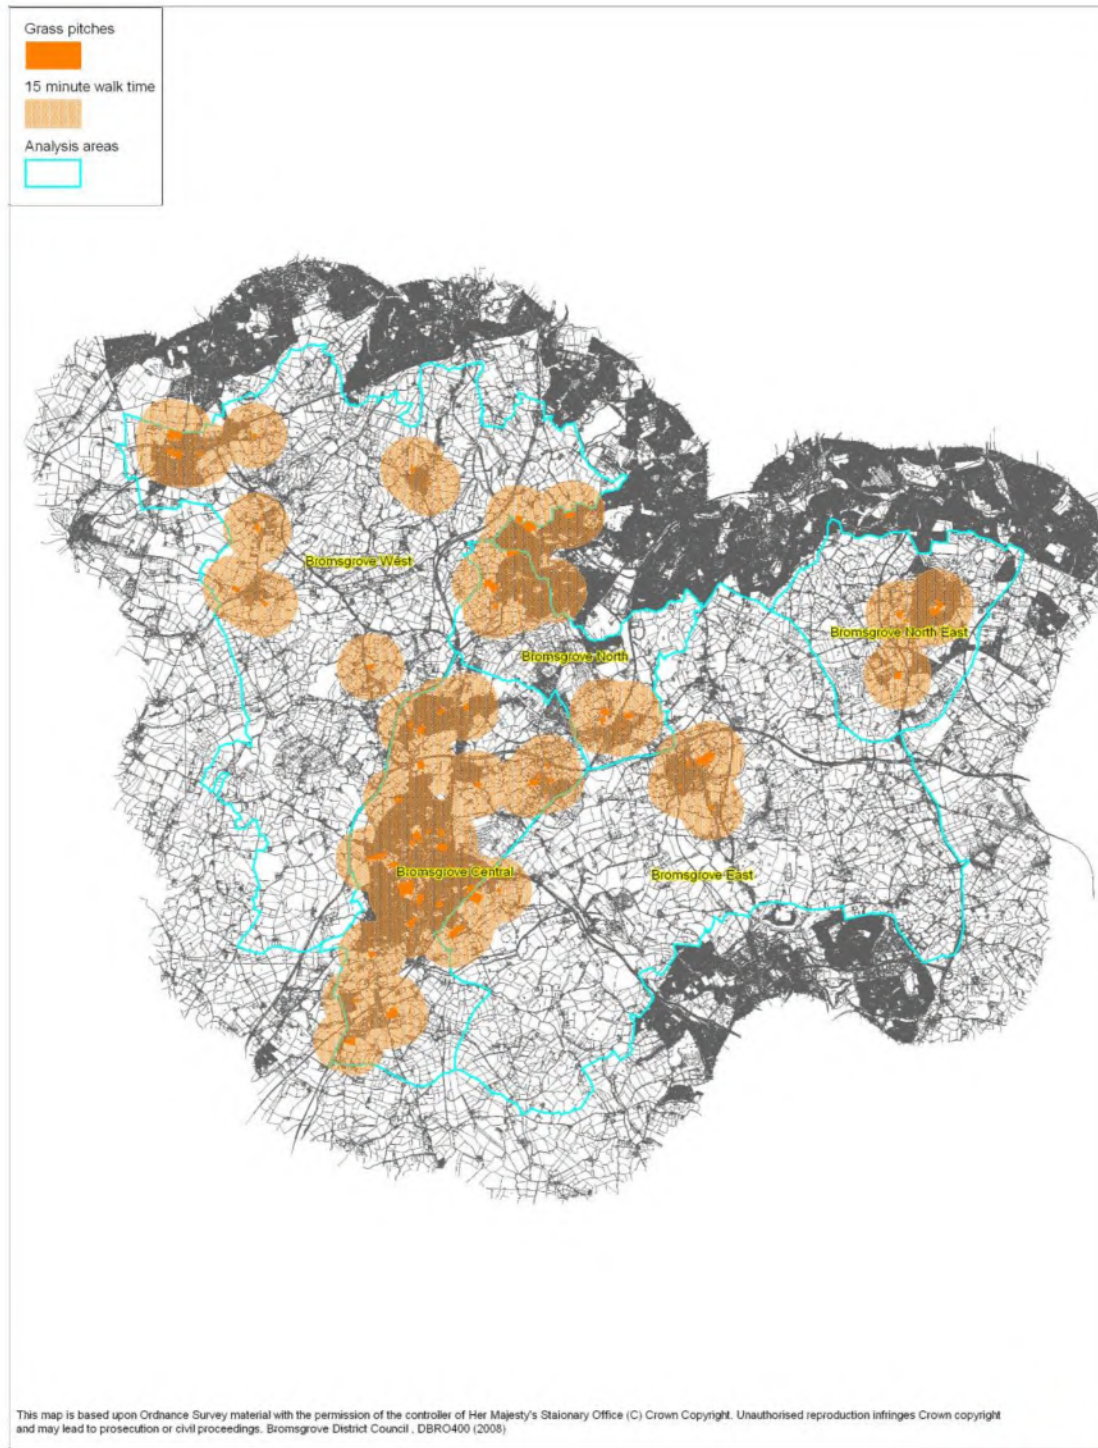 Grass pitches
15 minute walk time
Analysis areas
Bromsgrove West
Bromsgrove North East
Bromsgrove North
Bromsgrove Central
Bromsgrove East
This map is based upon Ordnance Survey material with the permission of the controller of Her Majesty's Staionary Office (C) Crown Copyright. Unauthorised reproduction infringes Crown copyright
and may lead to prosecution or civil proceedings. Bromsgrove District Council . DBRO400 (2008)